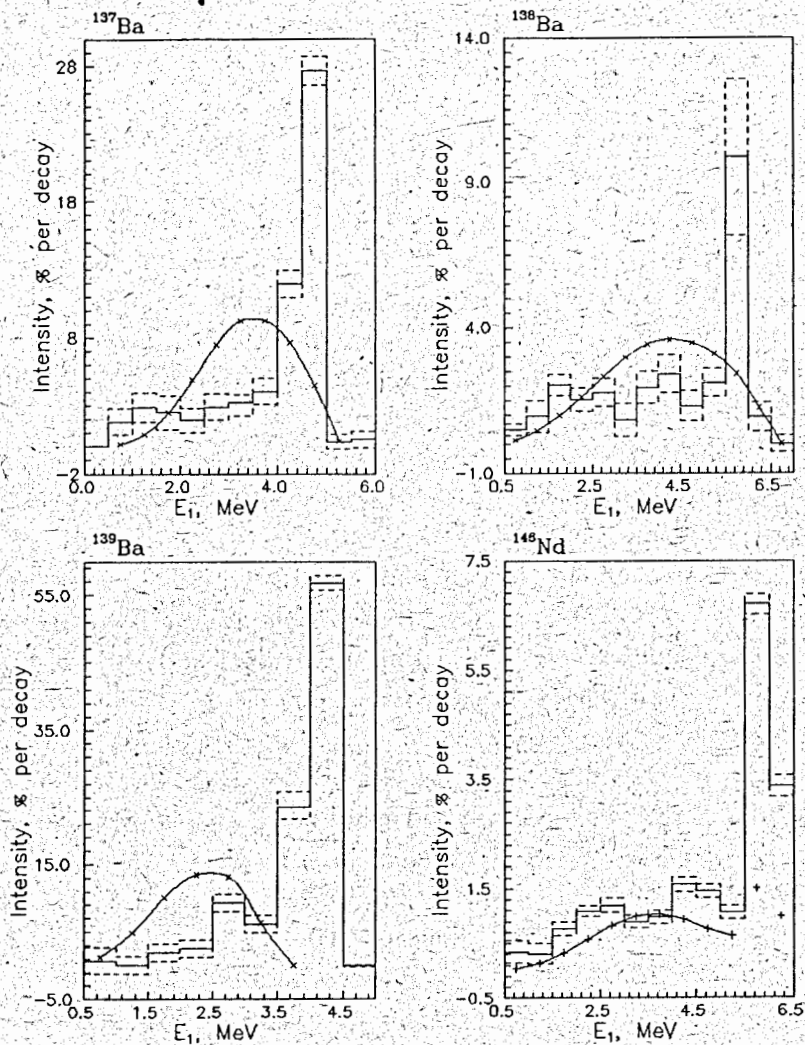 ¹³⁷Ba
Intensity, % per decay
28
18
8
−2
0.0 2.0 4.0 6.0
E₁, MeV
¹³⁸Ba
Intensity, % per decay
14.0
9.0
4.0
−1.0
0.5 2.5 4.5 6.5
E₁, MeV
¹³⁹Ba
Intensity, % per decay
55.0
35.0
15.0
−5.0
0.5 1.5 2.5 3.5 4.5
E₁, MeV
¹⁴⁶Nd
Intensity, % per decay
7.5
5.5
3.5
1.5
−0.5
0.5 2.5 4.5 6.5
E₁, MeV